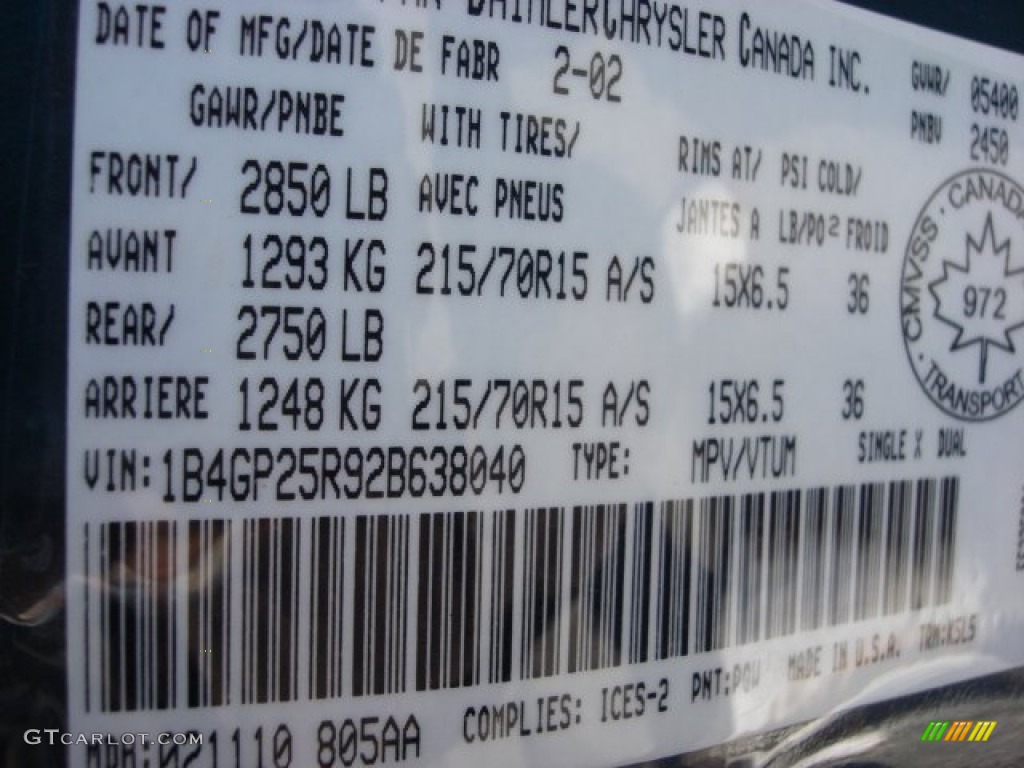 DAIMLERCHRYSLER CANADA INC.
DATE OF MFG/DATE DE FABR 2-02
GVWR/ 05400
PNBV 2450
GAWR/PNBE WITH TIRES/ RIMS AT/ PSI COLD/
FRONT/ 2850 LB AVEC PNEUS JANTES A LB/PO² FROID
AVANT 1293 KG 215/70R15 A/S 15X6.5 36
REAR/ 2750 LB
ARRIERE 1248 KG 215/70R15 A/S 15X6.5 36
CANADA
CMVSS
972
TRANSPORT
VIN: 1B4GP25R92B638040 TYPE: MPV/VTUM SINGLE X DUAL
MDA: 021110 805AA COMPLIES: ICES-2 PNT: MADE IN U.S.A.
GTCARLOT.COM